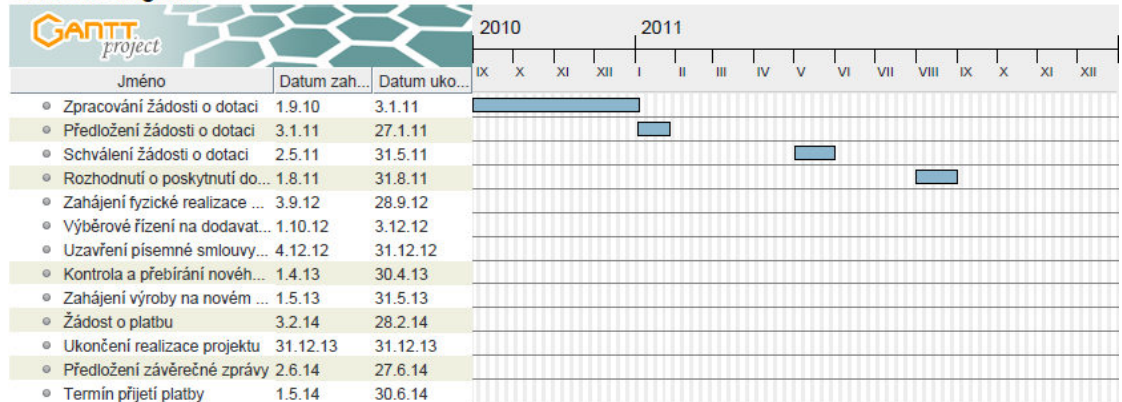 GANTT
project
2010 2011
Jméno Datum zah... Datum uko... IX X XI XII I II III IV V VI VII VIII IX X XI XII
Zpracování žádosti o dotaci 1.9.10 3.1.11
Předložení žádosti o dotaci 3.1.11 27.1.11
Schválení žádosti o dotaci 2.5.11 31.5.11
Rozhodnutí o poskytnutí do... 1.8.11 31.8.11
Zahájení fyzické realizace ... 3.9.12 28.9.12
Výběrové řízení na dodavat... 1.10.12 3.12.12
Uzavření písemné smlouvy... 4.12.12 31.12.12
Kontrola a přebírání novéh... 1.4.13 30.4.13
Zahájení výroby na novém ... 1.5.13 31.5.13
Žádost o platbu 3.2.14 28.2.14
Ukončení realizace projektu 31.12.13 31.12.13
Předložení závěrečné zprávy 2.6.14 27.6.14
Termín přijetí platby 1.5.14 30.6.14